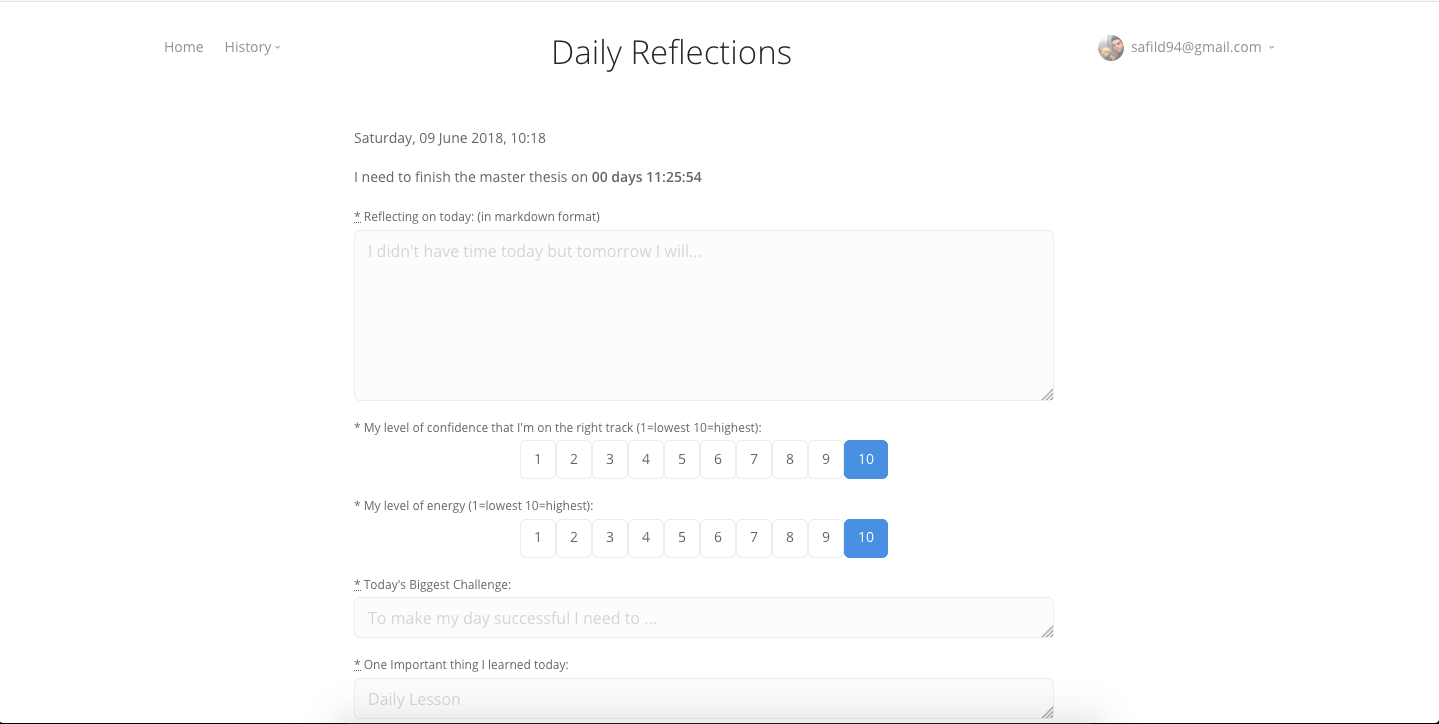 Home History Daily Reflections safild94@gmail.com
Saturday, 09 June 2018, 10:18
I need to finish the master thesis on 00 days 11:25:54
* Reflecting on today: (in markdown format)
I didn't have time today but tomorrow I will...
* My level of confidence that I'm on the right track (1=lowest 10=highest):
1 2 3 4 5 6 7 8 9 10
* My level of energy (1=lowest 10=highest):
1 2 3 4 5 6 7 8 9 10
* Today's Biggest Challenge:
To make my day successful I need to ...
* One Important thing I learned today:
Daily Lesson